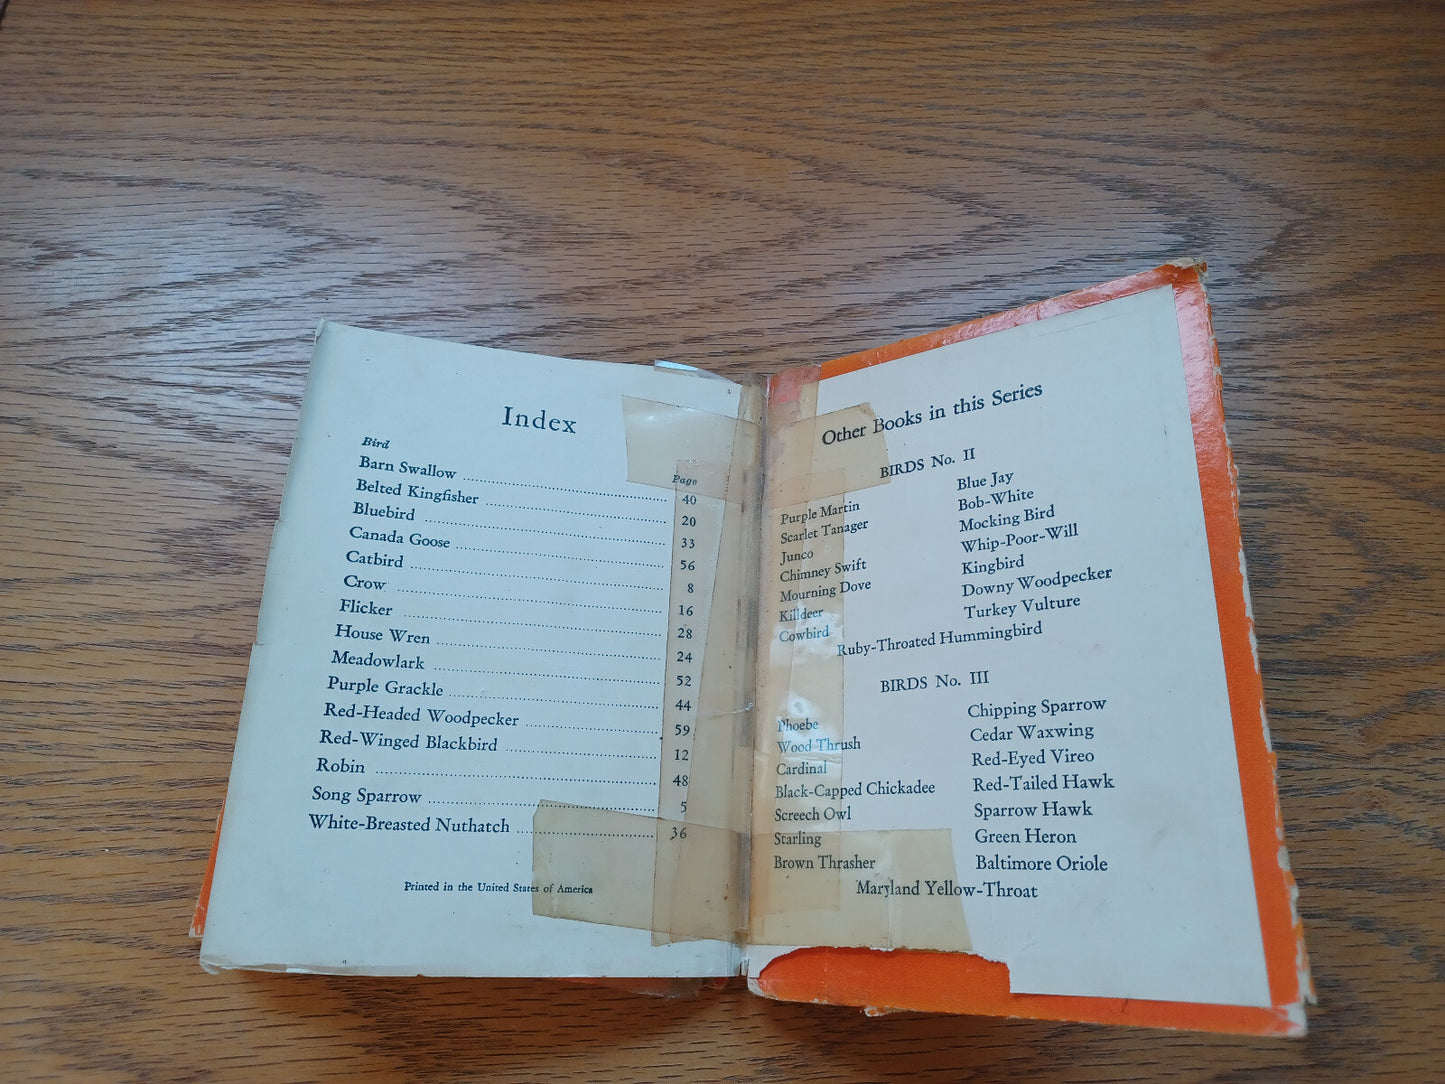 Index
Bird Page
Barn Swallow 40
Belted Kingfisher 20
Bluebird 33
Canada Goose 56
Catbird 8
Crow 16
Flicker 28
House Wren 24
Meadowlark 52
Purple Grackle 44
Red-Headed Woodpecker 59
Red-Winged Blackbird 12
Robin 48
Song Sparrow 5
White-Breasted Nuthatch 36
Printed in the United States of America
Other Books in this Series
BIRDS No. II
Purple Martin Blue Jay
Scarlet Tanager Bob-White
Junco Mocking Bird
Chimney Swift Whip-Poor-Will
Mourning Dove Kingbird
Killdeer Downy Woodpecker
Cowbird Turkey Vulture
Ruby-Throated Hummingbird
BIRDS No. III
Phoebe Chipping Sparrow
Wood Thrush Cedar Waxwing
Cardinal Red-Eyed Vireo
Black-Capped Chickadee Red-Tailed Hawk
Screech Owl Sparrow Hawk
Starling Green Heron
Brown Thrasher Baltimore Oriole
Maryland Yellow-Throat